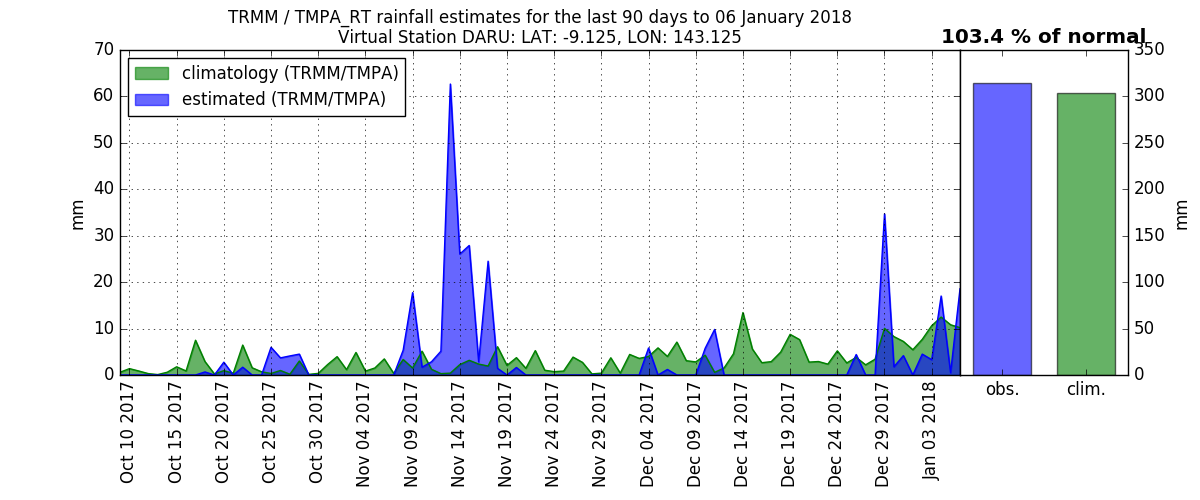 TRMM / TMPA_RT rainfall estimates for the last 90 days to 06 January 2018
Virtual Station DARU: LAT: -9.125, LON: 143.125
103.4 % of normal
climatology (TRMM/TMPA)
estimated (TRMM/TMPA)
70
60
50
40
30
20
10
0
mm
350
300
250
200
150
100
50
0
mm
Oct 10 2017
Oct 15 2017
Oct 20 2017
Oct 25 2017
Oct 30 2017
Nov 04 2017
Nov 09 2017
Nov 14 2017
Nov 19 2017
Nov 24 2017
Nov 29 2017
Dec 04 2017
Dec 09 2017
Dec 14 2017
Dec 19 2017
Dec 24 2017
Dec 29 2017
Jan 03 2018
obs.
clim.